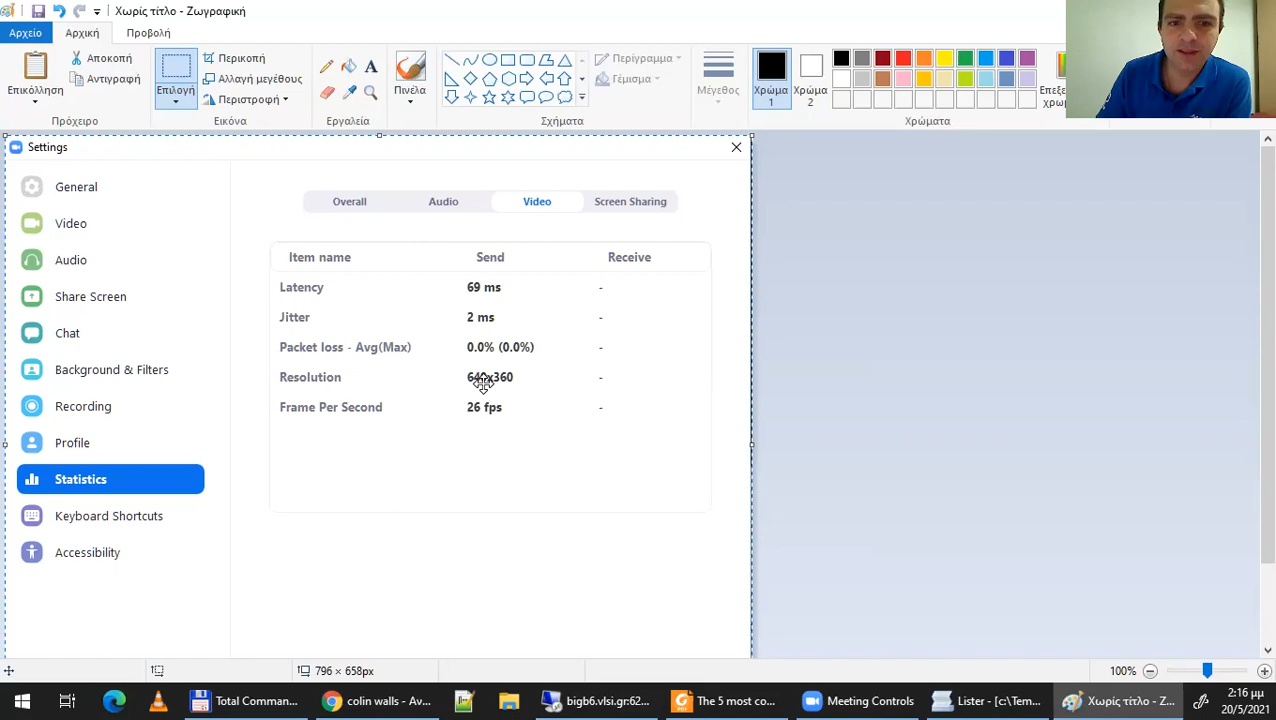 Χωρίς τίτλο - Ζωγραφική
Αρχείο Αρχική Προβολή
Επικόλληση
Αποκοπή
Αντιγραφή
Πρόχειρο
Επιλογή
Περικοπή
Αλλαγή μεγέθους
Περιστροφή
Εικόνα
Εργαλεία
Πινέλα
Περίγραμμα
Γέμισμα
Σχήματα
Μέγεθος
Χρώμα 1
Χρώμα 2
Χρώματα
Settings
General
Video
Audio
Share Screen
Chat
Background & Filters
Recording
Profile
Statistics
Keyboard Shortcuts
Accessibility
Overall Audio Video Screen Sharing
Item name Send Receive
Latency 69 ms -
Jitter 2 ms -
Packet loss - Avg(Max) 0.0% (0.0%) -
Resolution 640x360 -
Frame Per Second 26 fps -
796 × 658px 100%
Total Comman... colin walls - Av... bigb6.vlsi.gr:62... The 5 most co... Meeting Controls Lister - [c:\Tem... Χωρίς τίτλο - Z...
2:16 μμ
20/5/2021